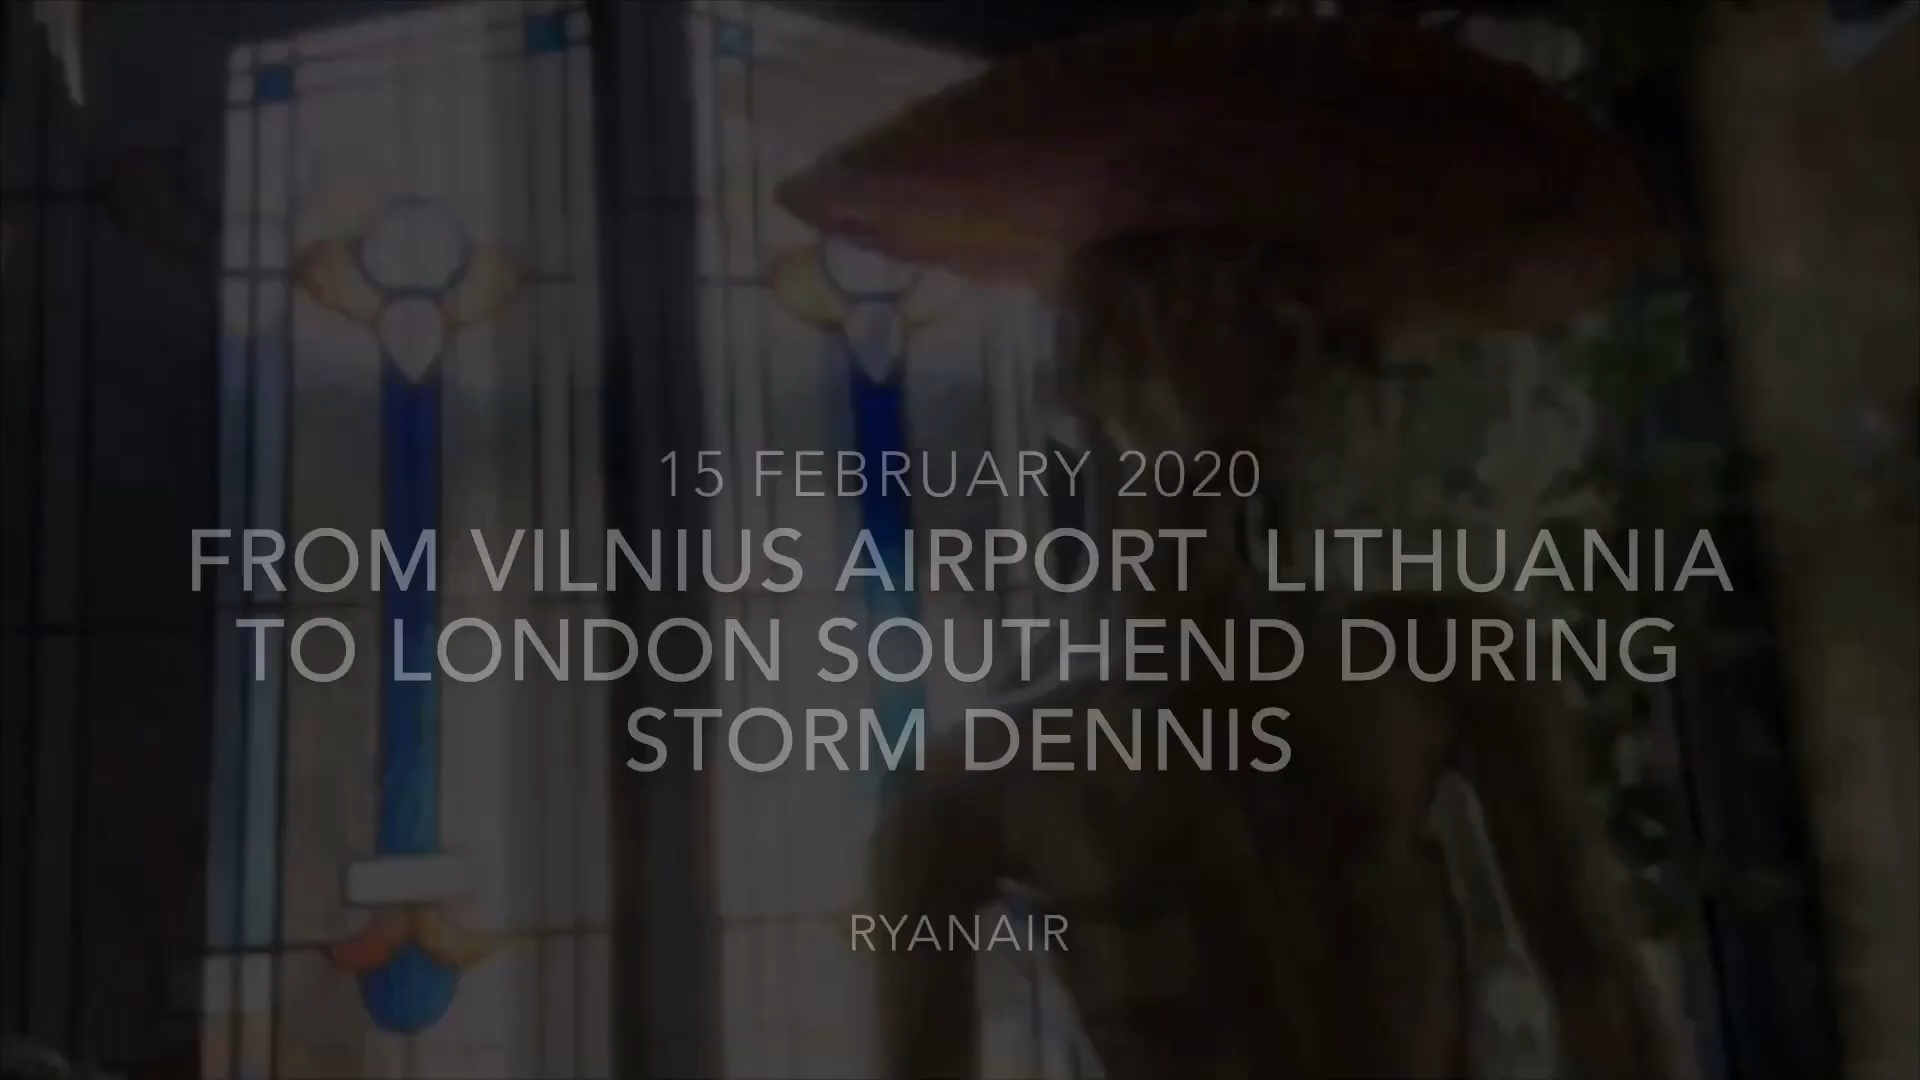 15 FEBRUARY 2020
FROM VILNIUS AIRPORT LITHUANIA
TO LONDON SOUTHEND DURING
STORM DENNIS
RYANAIR